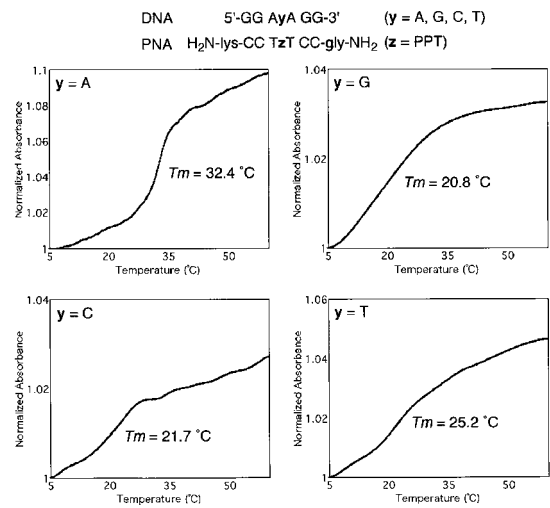 DNA 5'-GG AyA GG-3' (y = A, G, C, T)
PNA H₂N-lys-CC TzT CC-gly-NH₂ (z = PPT)
y = A
Normalized Absorbance
1.1
1.08
1.06
1.04
1.02
1
Tm = 32.4 ˚C
5 20 35 50
Temperature (˚C)
y = G
Normalized Absorbance
1.04
1.02
1
Tm = 20.8 ˚C
5 20 35 50
Temperature (˚C)
y = C
Normalized Absorbance
1.04
1.02
1
Tm = 21.7 ˚C
5 20 35 50
Temperature (˚C)
y = T
Normalized Absorbance
1.06
1.04
1.02
1
Tm = 25.2 ˚C
5 20 35 50
Temperature (˚C)